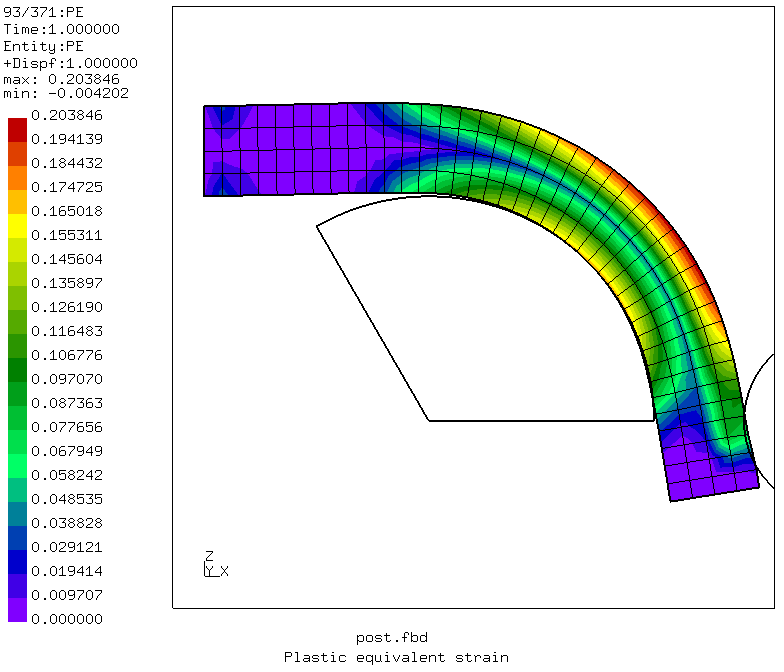 93/371:PE
Time:1.000000
Entity:PE
+Dispf:1.000000
max: 0.203846
min: -0.004202
0.203846
0.194139
0.184432
0.174725
0.165018
0.155311
0.145604
0.135897
0.126190
0.116483
0.106776
0.097070
0.087363
0.077656
0.067949
0.058242
0.048535
0.038828
0.029121
0.019414
0.009707
0.000000
Z
Y X
post.fbd
Plastic equivalent strain